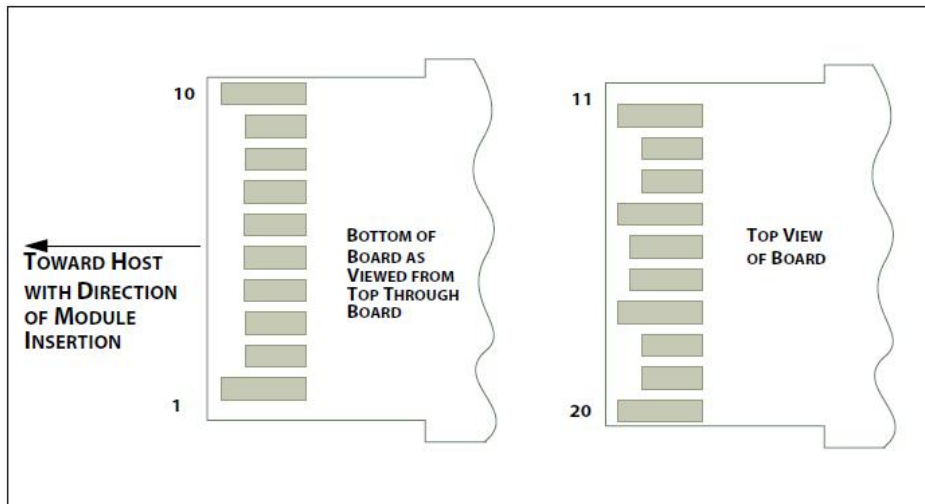 10
1
TOWARD HOST
WITH DIRECTION
OF MODULE
INSERTION
BOTTOM OF
BOARD AS
VIEWED FROM
TOP THROUGH
BOARD
11
20
TOP VIEW
OF BOARD